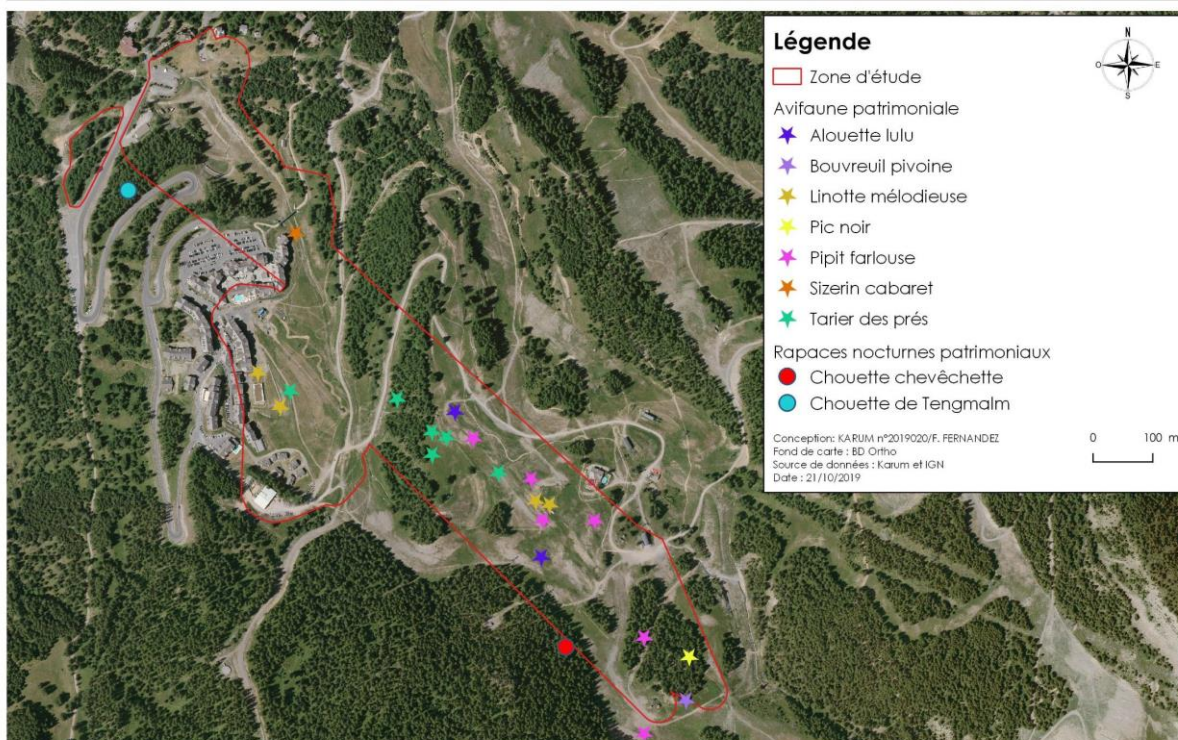 Légende
N
O
E
S
Zone d'étude
Avifaune patrimoniale
Alouette lulu
Bouvreuil pivoine
Linotte mélodieuse
Pic noir
Pipit farlouse
Sizerin cabaret
Tarier des prés
Rapaces nocturnes patrimoniaux
Chouette chevêchette
Chouette de Tengmalm
Conception: KARUM n°2019020/F. FERNANDEZ
Fond de carte : BD Ortho
Source de données : Karum et IGN
Date : 21/10/2019
0 100 m